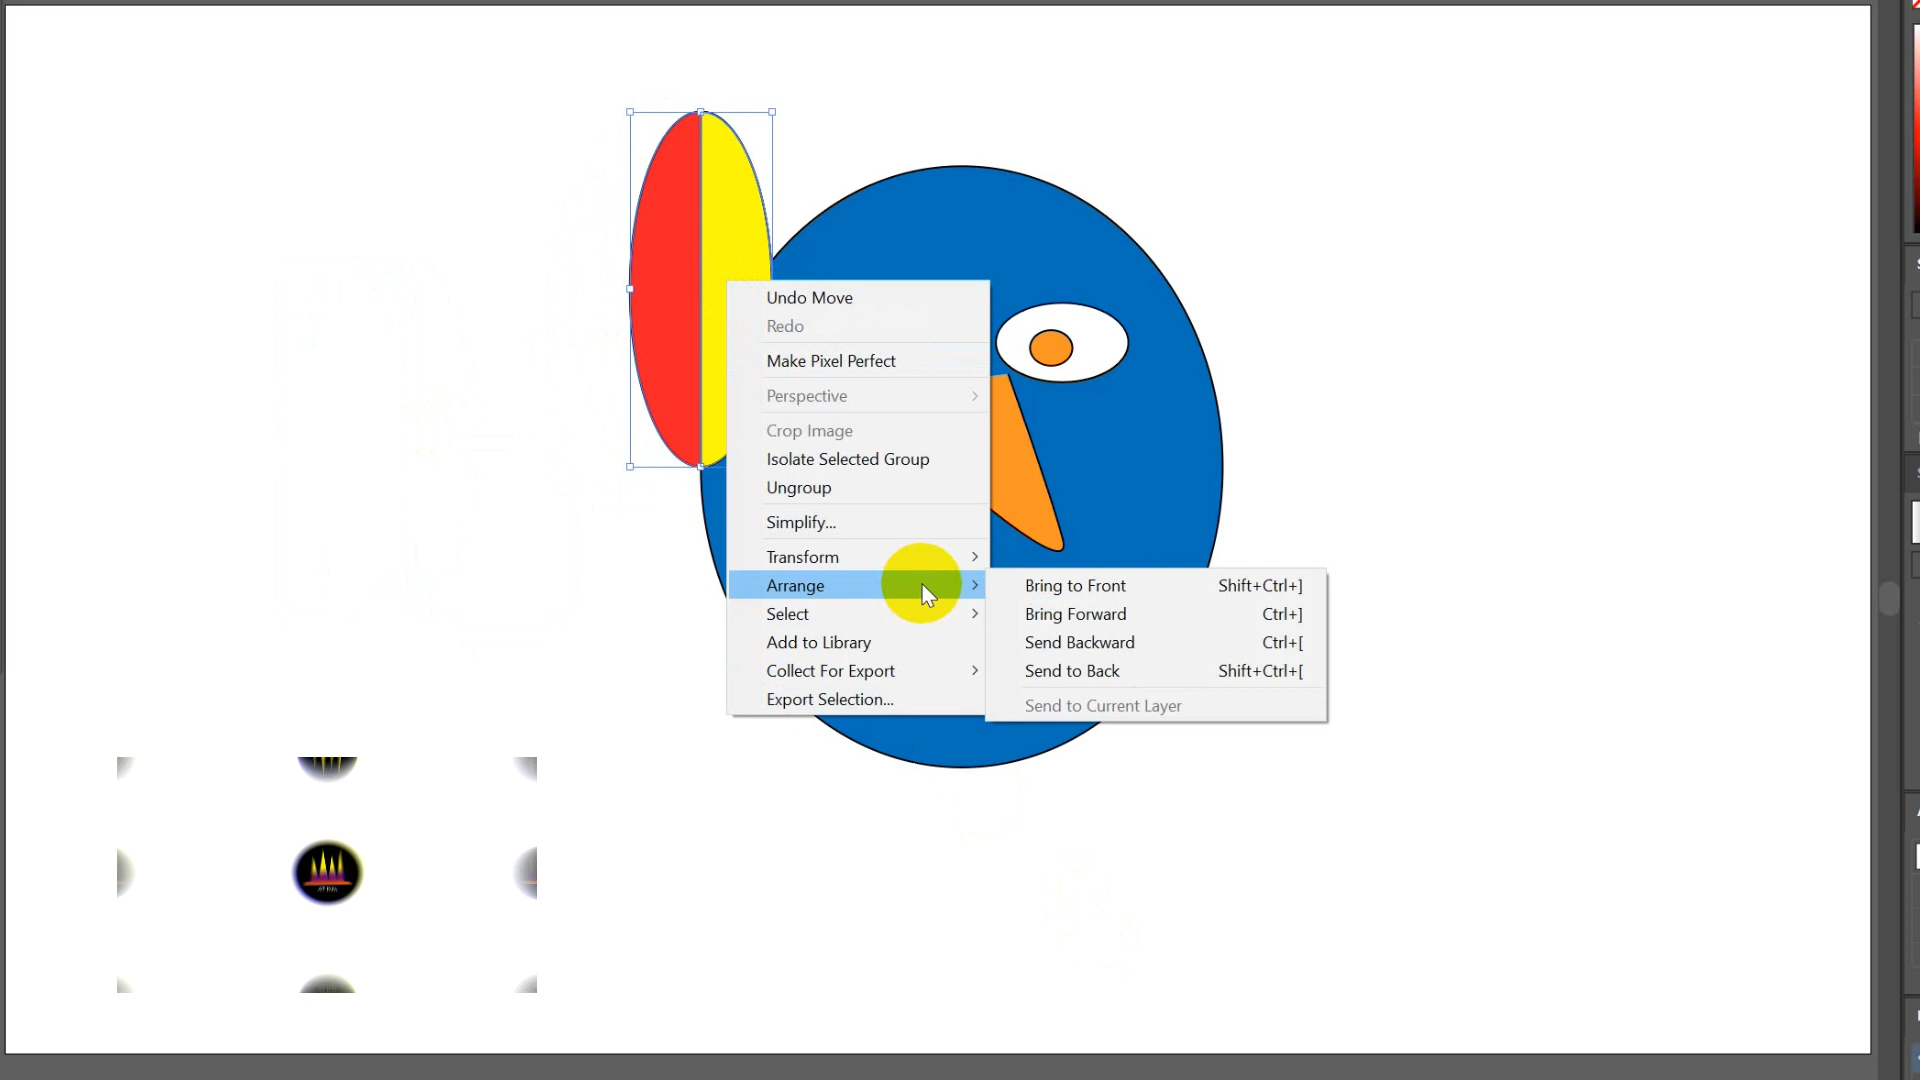 Undo Move
Redo
Make Pixel Perfect
Perspective
Crop Image
Isolate Selected Group
Ungroup
Simplify...
Transform
Arrange
Select
Add to Library
Collect For Export
Export Selection...
Bring to Front Shift+Ctrl+]
Bring Forward Ctrl+]
Send Backward Ctrl+[
Send to Back Shift+Ctrl+[
Send to Current Layer